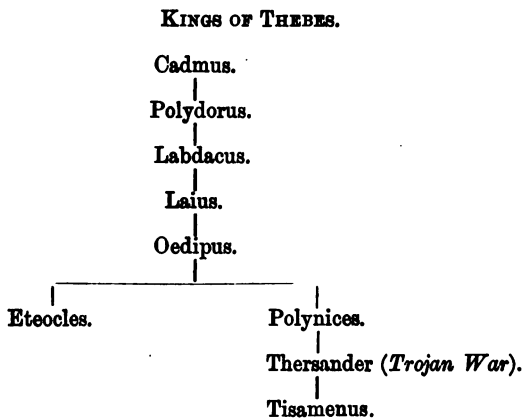 KINGS OF THEBES.
Cadmus.
Polydorus.
Labdacus.
Laius.
Oedipus.
Eteocles. Polynices.
Thersander (Trojan War).
Tisamenus.